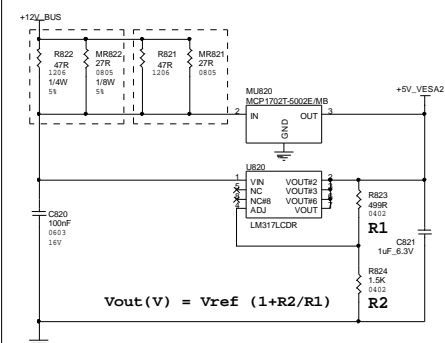 +12V_BUS
R822
47R
1206
1/4W
5%
MR822
27R
0805
1/8W
5%
R821
47R
1206
MR821
27R
0805
MU820
MCP1702T-5002E/MB
2
IN
OUT
3
GND
+5V_VESA2
U820
1
VIN
VOUT#2
2
5
NC
VOUT#3
3
8
NC#8
VOUT#6
6
4
ADJ
VOUT
7
LM317LCDR
R823
499R
0402
R1
C820
100nF
0603
16V
C821
1uF_6.3V
R824
1.5K
0402
R2
Vout(V) = Vref (1+R2/R1)